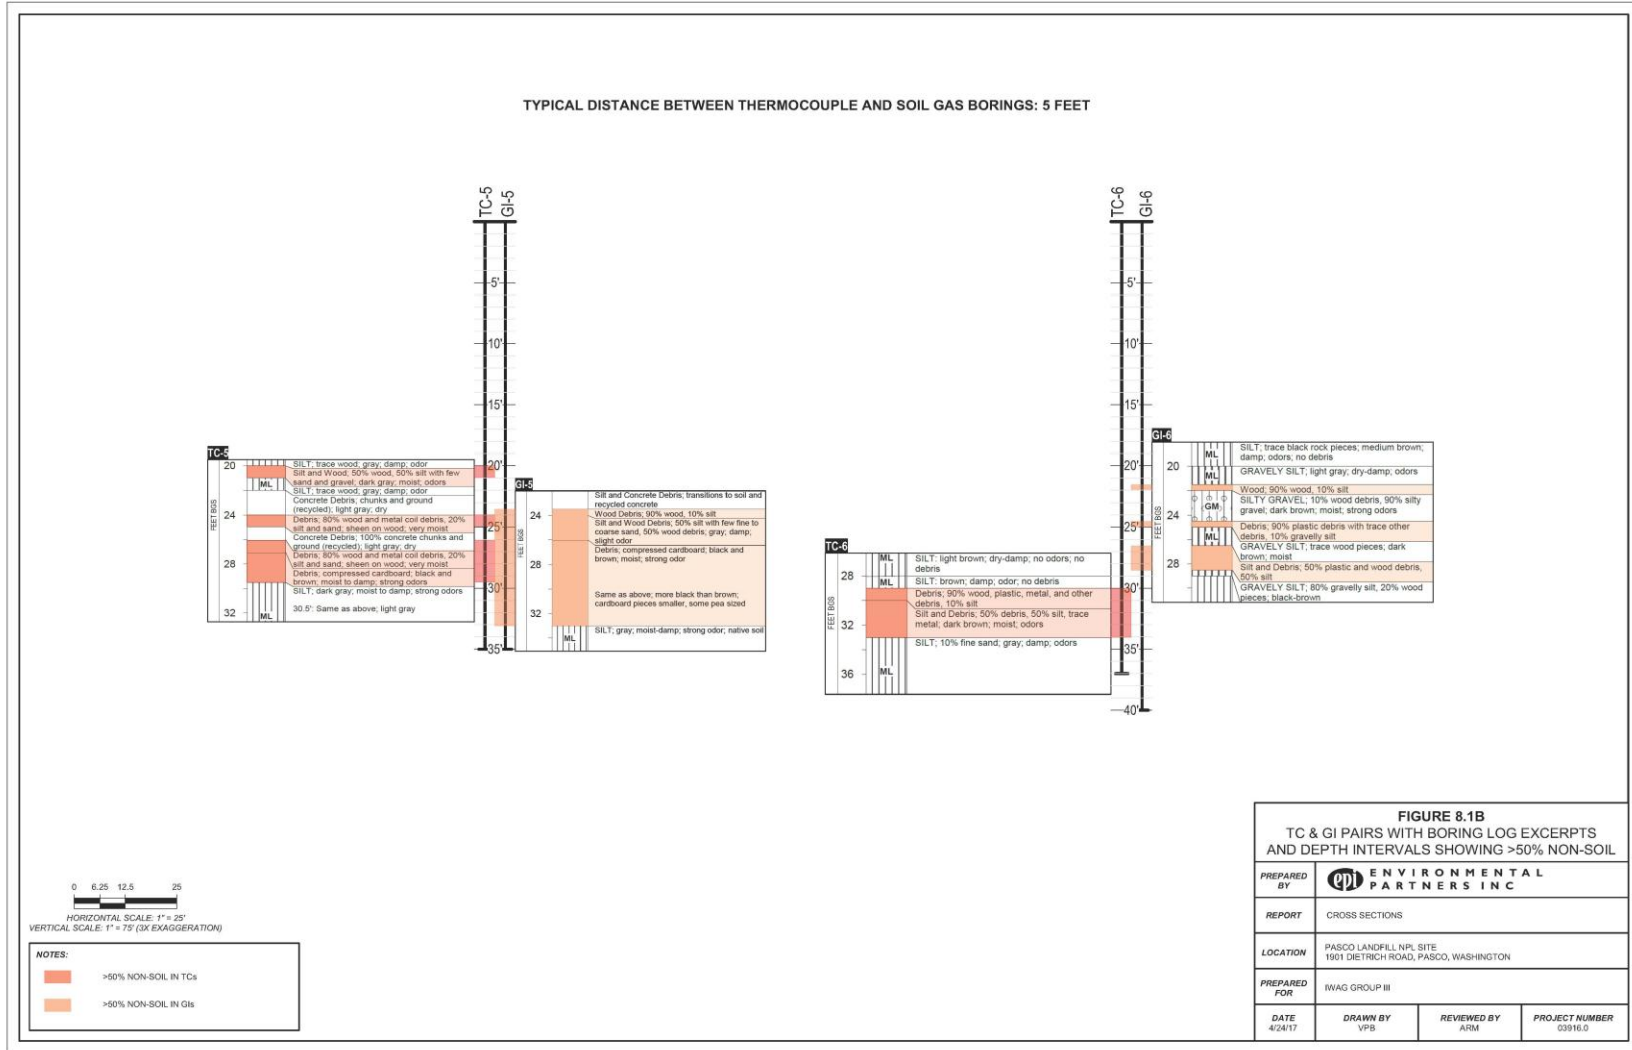 TYPICAL DISTANCE BETWEEN THERMOCOUPLE AND SOIL GAS BORINGS: 5 FEET
TC-5
GI-5
5'
10'
15'
20'
25'
30'
35'
TC-5
FEET BGS
20
24
28
32
ML
ML
SILT; trace wood; gray; damp; odor
Silt and Wood; 50% wood, 50% silt with few
sand and gravel; dark gray; moist; odors
SILT; trace wood; gray; damp; odor
Concrete Debris; chunks and ground
(recycled); light gray; dry
Debris; 80% wood and metal coil debris, 20%
silt and sand; sheen on wood; very moist
Concrete Debris; 100% concrete chunks and
ground (recycled); light gray; dry
Debris; 80% wood and metal coil debris, 20%
silt and sand; sheen on wood; very moist
Debris; compressed cardboard; black and
brown; moist to damp; strong odors
SILT; dark gray; moist to damp; strong odors
30.5': Same as above; light gray
GI-5
FEET BGS
24
28
32
ML
Silt and Concrete Debris; transitions to soil and
recycled concrete
Wood Debris; 90% wood, 10% silt
Silt and Wood Debris; 50% silt with few fine to
coarse sand, 50% wood debris; gray; damp;
slight odor
Debris; compressed cardboard; black and
brown; moist; strong odor
Same as above; more black than brown;
cardboard pieces smaller, some pea sized
SILT; gray; moist-damp; strong odor; native soil
TC-6
GI-6
5'
10'
15'
20'
25'
30'
35'
40'
TC-6
FEET BGS
28
32
36
ML
ML
ML
SILT: light brown; dry-damp; no odors; no
debris
SILT: brown; damp; odor; no debris
Debris; 90% wood, plastic, metal, and other
debris, 10% silt
Silt and Debris; 50% debris, 50% silt, trace
metal; dark brown; moist; odors
SILT; 10% fine sand; gray; damp; odors
GI-6
FEET BGS
20
24
28
ML
ML
GM
ML
SILT; trace black rock pieces; medium brown;
damp; odors; no debris
GRAVELY SILT; light gray; dry-damp; odors
Wood; 90% wood, 10% silt
SILTY GRAVEL; 10% wood debris, 90% silty
gravel; dark brown; moist; strong odors
Debris; 90% plastic debris with trace other
debris, 10% gravelly silt
GRAVELY SILT; trace wood pieces; dark
brown; moist
Silt and Debris; 50% plastic and wood debris,
50% silt
GRAVELY SILT; 80% gravelly silt, 20% wood
pieces; black-brown
0 6.25 12.5 25
HORIZONTAL SCALE: 1" = 25'
VERTICAL SCALE: 1" = 75' (3X EXAGGERATION)
NOTES:
>50% NON-SOIL IN TCs
>50% NON-SOIL IN GIs
FIGURE 8.1B
TC & GI PAIRS WITH BORING LOG EXCERPTS
AND DEPTH INTERVALS SHOWING >50% NON-SOIL
PREPARED BY
epi ENVIRONMENTAL
PARTNERS INC
REPORT CROSS SECTIONS
LOCATION PASCO LANDFILL NPL SITE
1901 DIETRICH ROAD, PASCO, WASHINGTON
PREPARED FOR IWAG GROUP III
DATE DRAWN BY REVIEWED BY PROJECT NUMBER
4/24/17 VPB ARM 03916.0